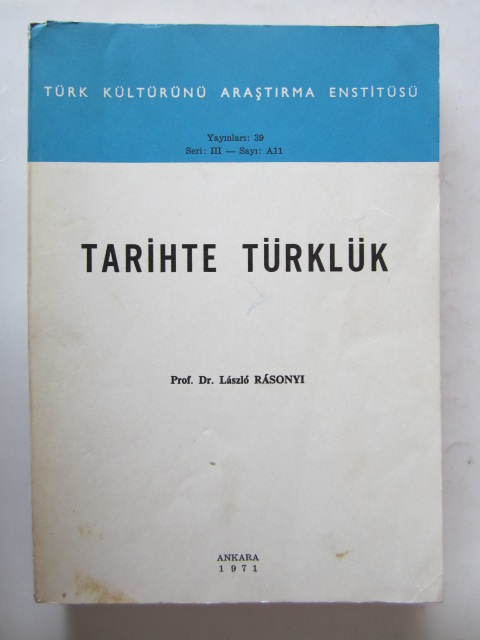 TÜRK KÜLTÜRÜNÜ ARAŞTIRMA ENSTİTÜSÜ
Yayınları: 39
Seri: III — Sayı: A11
TARİHTE TÜRKLÜK
Prof. Dr. László RÁSONYI
ANKARA
1971